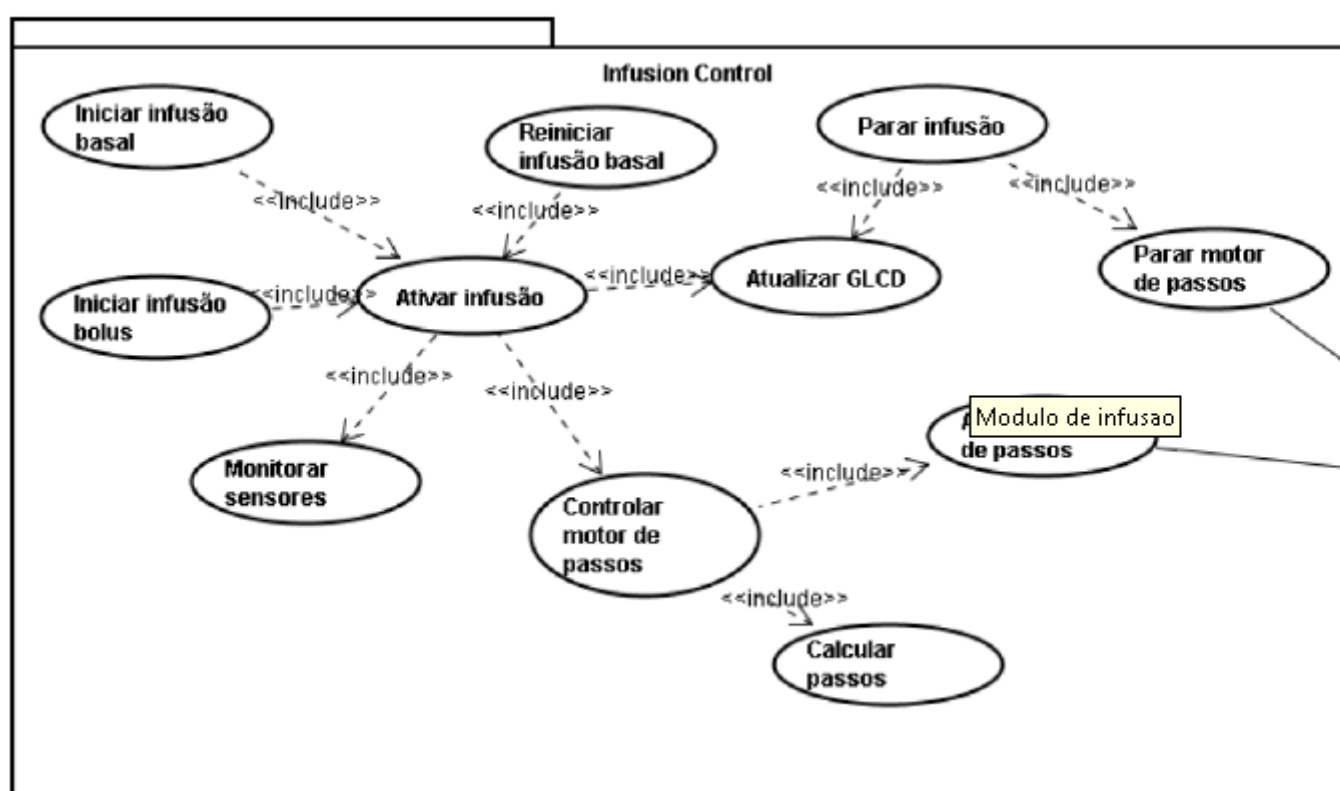 Infusion Control
Iniciar infusão
basal
Reiniciar
infusão basal
Parar infusão
<<include>>
<<include>>
<<include>>
<<include>>
Parar motor
de passos
Iniciar infusão
bolus
<<include>>
Ativar infusão
<<include>>
Atualizar GLCD
<<include>>
<<include>>
Modulo de infusao
de passos
Monitorar
sensores
<<include>>
Controlar
motor de
passos
<<include>>
Calcular
passos